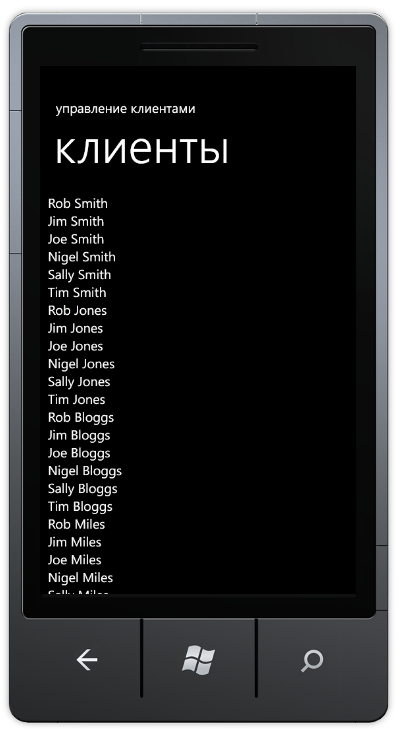 управление клиентами
клиенты
Rob Smith
Jim Smith
Joe Smith
Nigel Smith
Sally Smith
Tim Smith
Rob Jones
Jim Jones
Joe Jones
Nigel Jones
Sally Jones
Tim Jones
Rob Bloggs
Jim Bloggs
Joe Bloggs
Nigel Bloggs
Sally Bloggs
Tim Bloggs
Rob Miles
Jim Miles
Joe Miles
Nigel Miles
Sally Miles